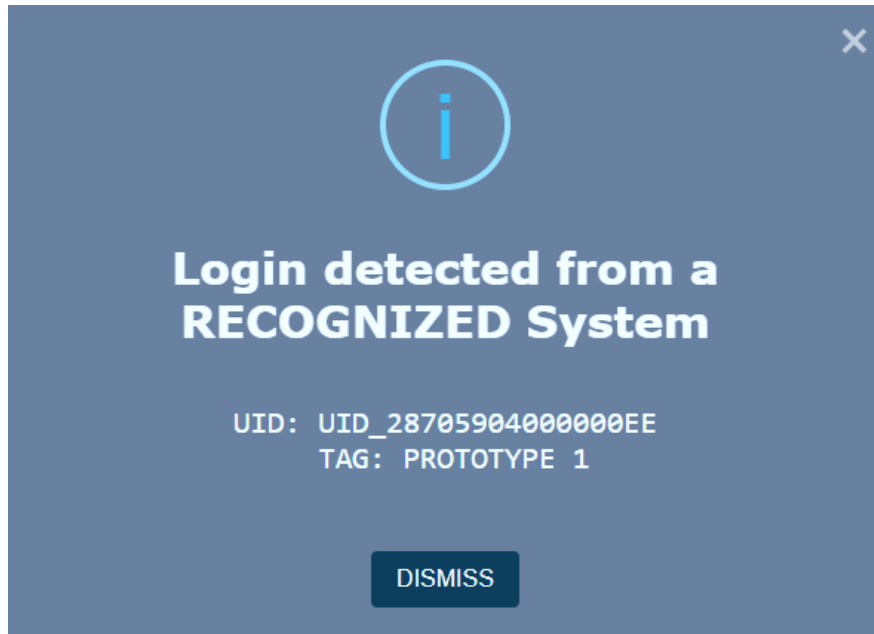 Login detected from a
RECOGNIZED System
UID: UID_28705904000000EE
TAG: PROTOTYPE 1
DISMISS